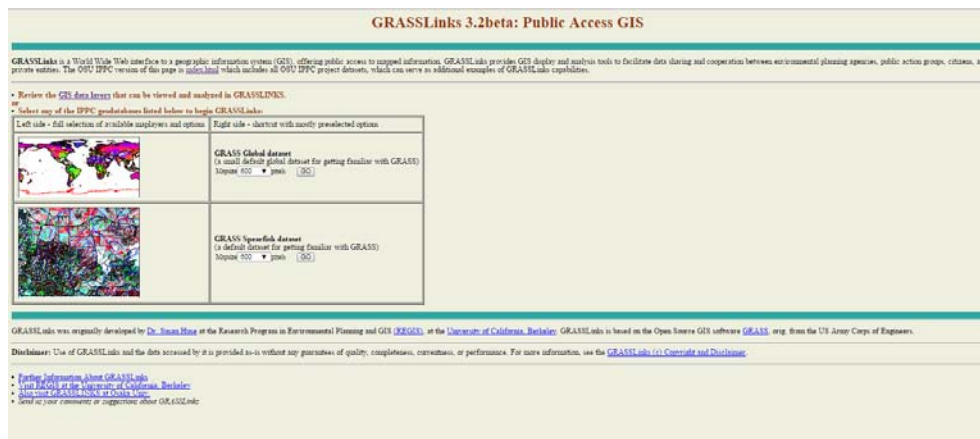 GRASSLinks 3.2beta: Public Access GIS
GRASSLinks is a World Wide Web interface to a geographic information system (GIS), offering public access to mapped information. GRASSLinks provides GIS display and analysis tools to facilitate data sharing and cooperation between environmental planning agencies, public action groups, citizens, a
private entities. The OSU IPPC version of this page is index.html which includes all OSU IPPC project datasets, which can serve as additional examples of GRASSLinks capabilities.
• Review the GIS data layers that can be viewed and analyzed in GRASSLINKS.
or
• Select any of the IPPC geodatabases listed below to begin GRASSLinks:
Left side - full selection of available maplayers and options
Right side - shortcut with mostly preselected options
GRASS Global dataset
(a small default global dataset for getting familiar with GRASS)
Mapsize 600 pixels GO
GRASS Spearfish dataset
(a default dataset for getting familiar with GRASS)
Mapsize 600 pixels GO
GRASSLinks was originally developed by Dr. Susan Huse at the Research Program in Environmental Planning and GIS (REGIS), at the University of California, Berkeley. GRASSLinks is based on the Open Source GIS software GRASS, orig. from the US Army Corps of Engineers.
Disclaimer: Use of GRASSLinks and the data accessed by it is provided as-is without any guarantees of quality, completeness, currentness, or performance. For more information, see the GRASSLinks (c) Copyright and Disclaimer.
• Further Information About GRASSLinks
• Visit REGIS at the University of California, Berkeley
• Also visit GRASSLINKS at Osaka Univ.
• Send us your comments or suggestions about GRASSLinks